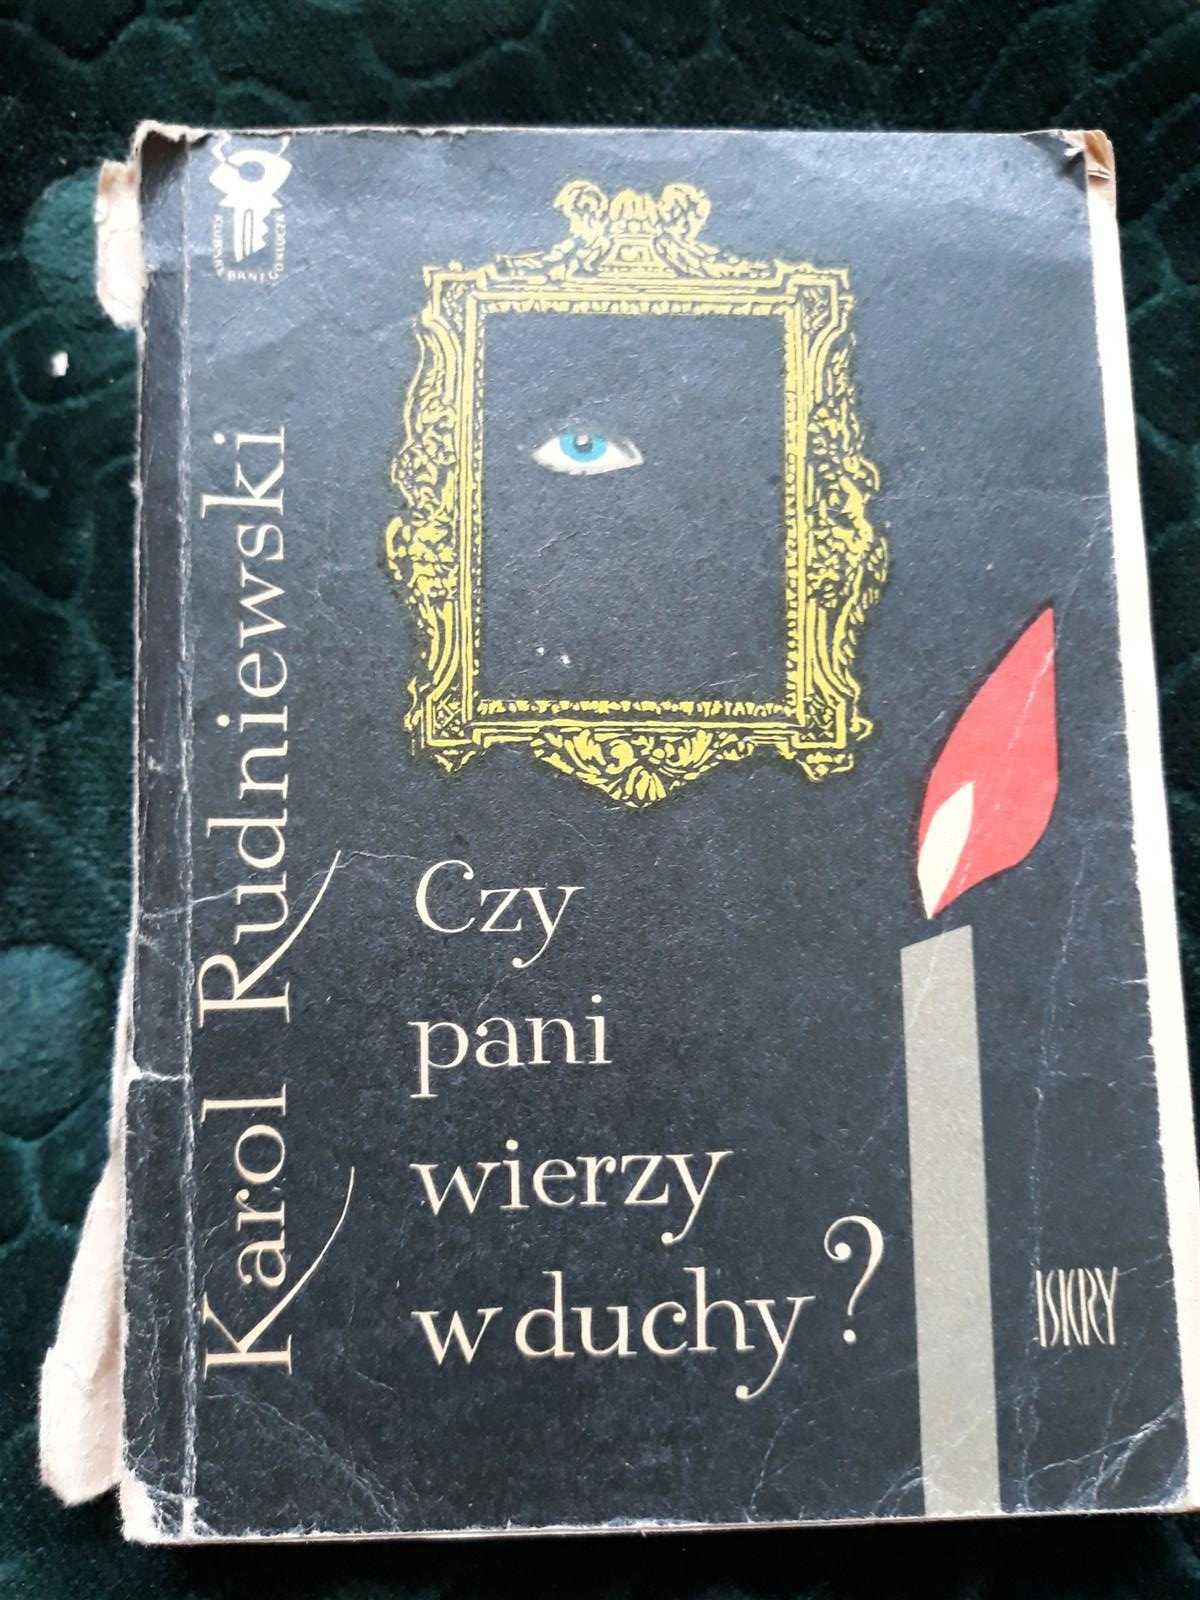 Karol Rudniewski
Czy
pani
wierzy
w duchy?
ISKRY